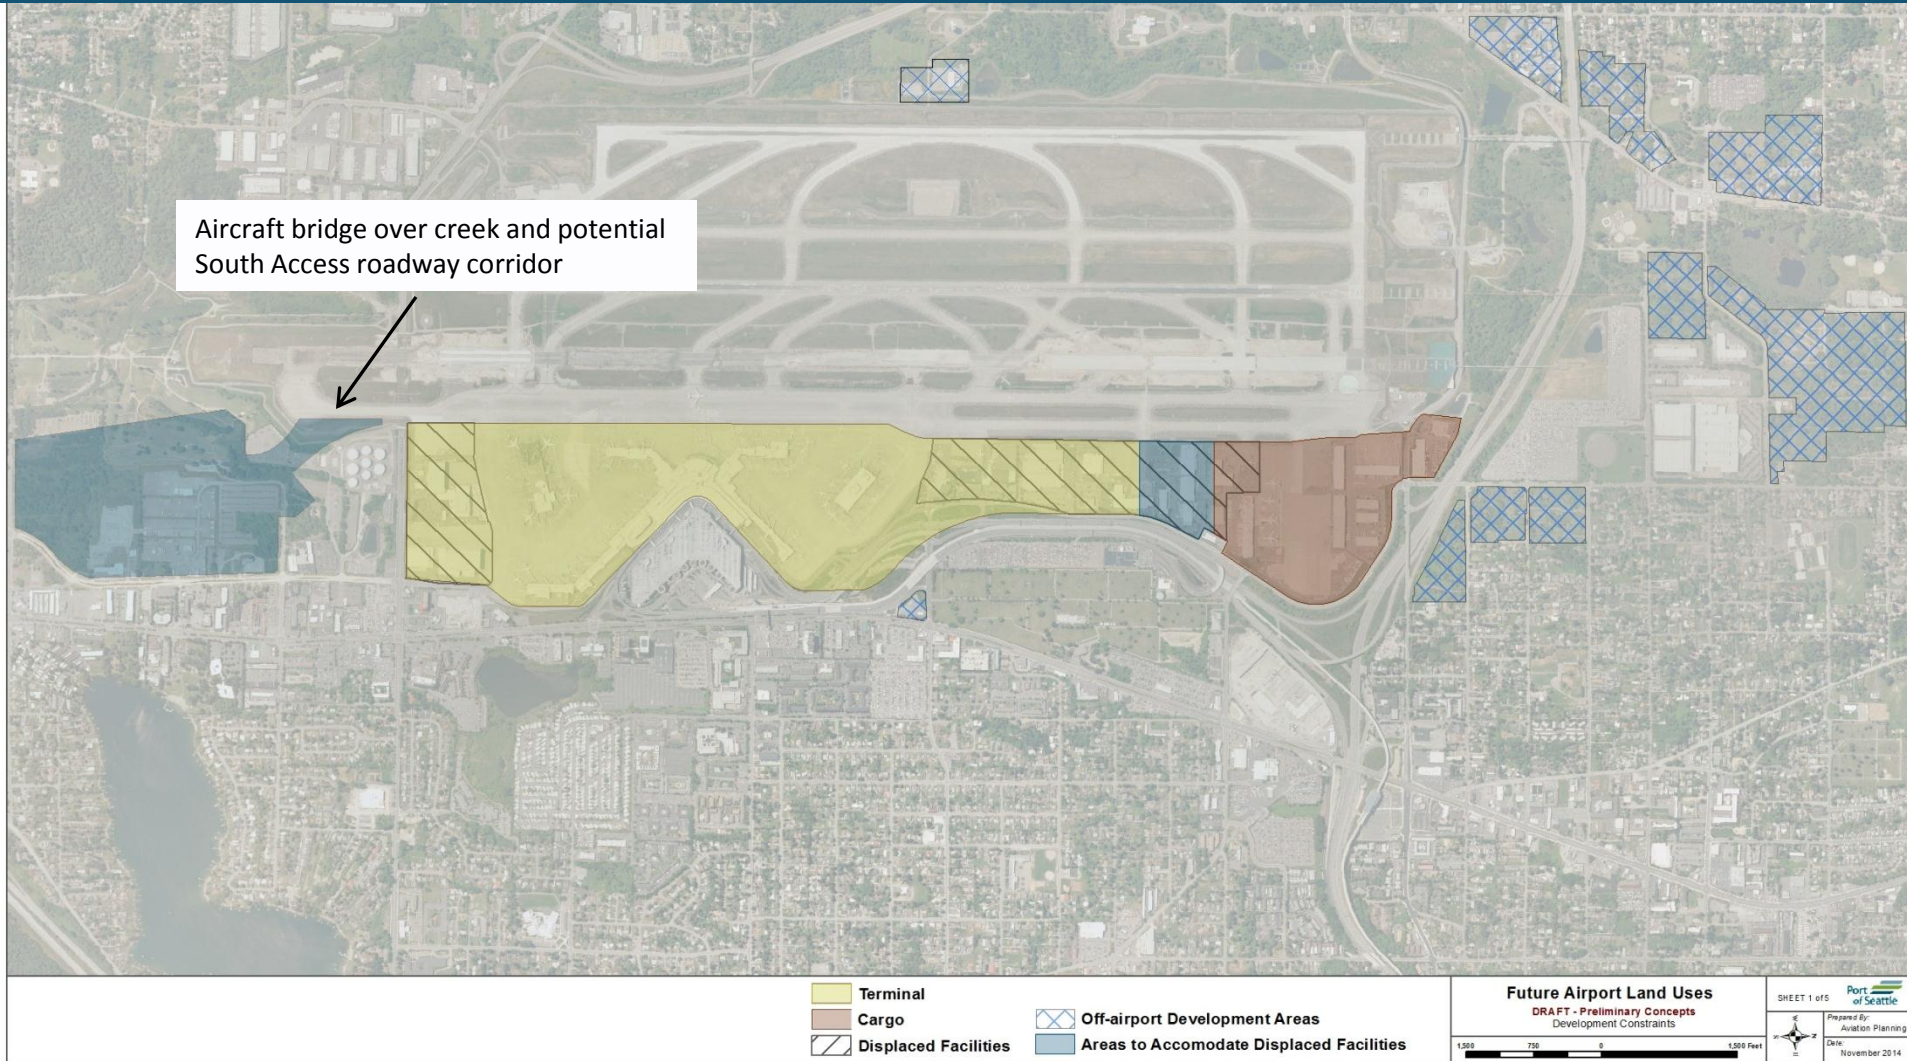 Aircraft bridge over creek and potential
South Access roadway corridor
Terminal
Cargo
Displaced Facilities
Off-airport Development Areas
Areas to Accomodate Displaced Facilities
Future Airport Land Uses
DRAFT - Preliminary Concepts
Development Constraints
1,500 750 0 1,500 Feet
SHEET 1 of 5
Port
of Seattle
Prepared By:
Aviation Planning
Date:
November 2014